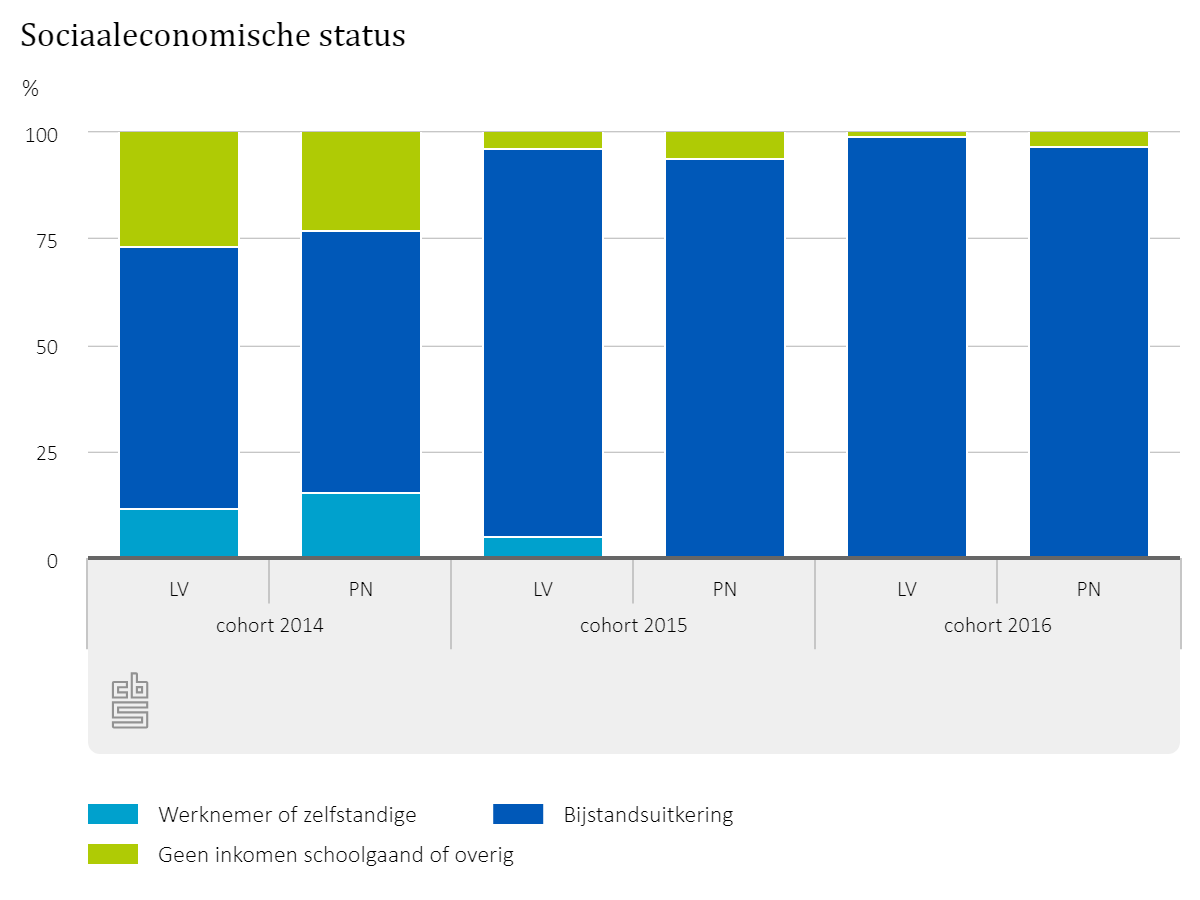 Sociaaleconomische status
%
100
75
50
25
0
LV PN LV PN LV PN
cohort 2014 cohort 2015 cohort 2016
cbs
Werknemer of zelfstandige Bijstandsuitkering
Geen inkomen schoolgaand of overig